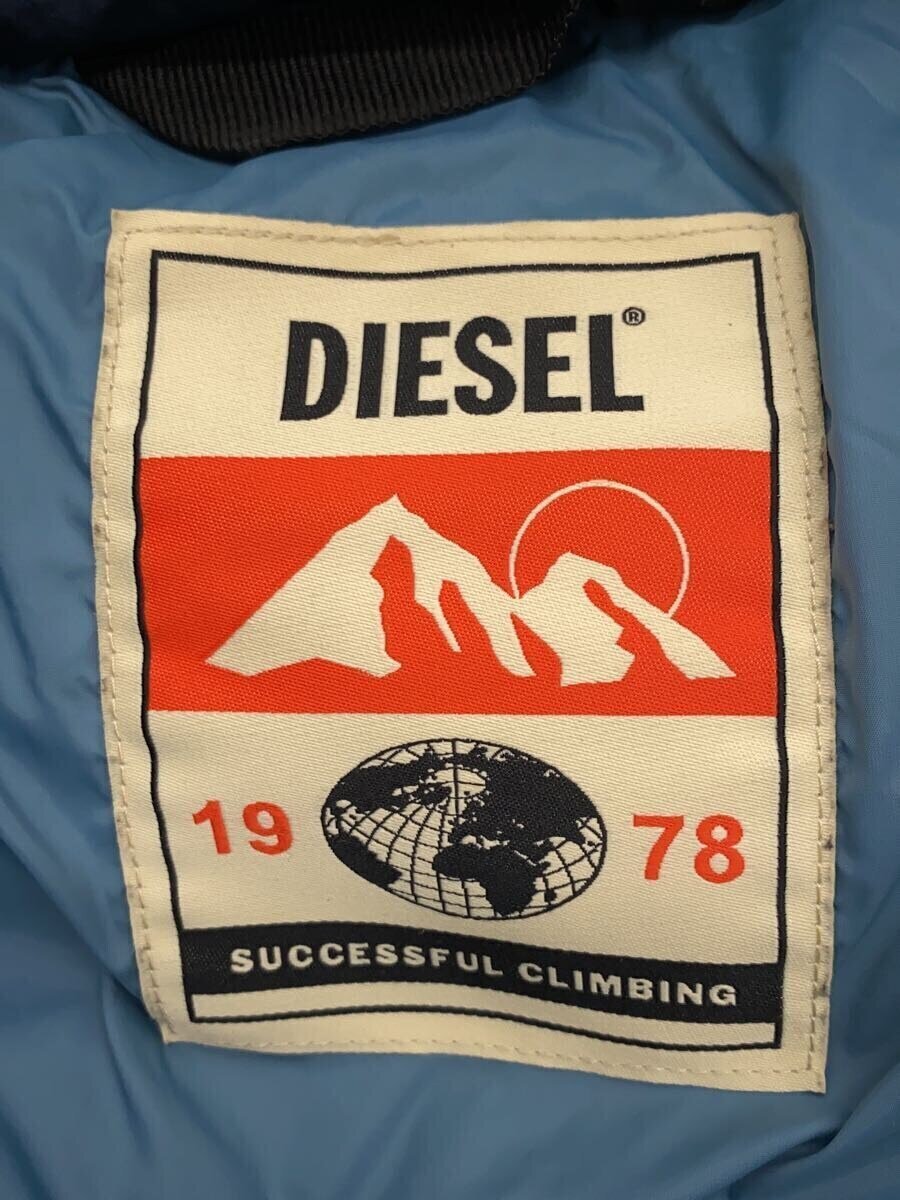 DIESEL®
19 78
SUCCESSFUL CLIMBING